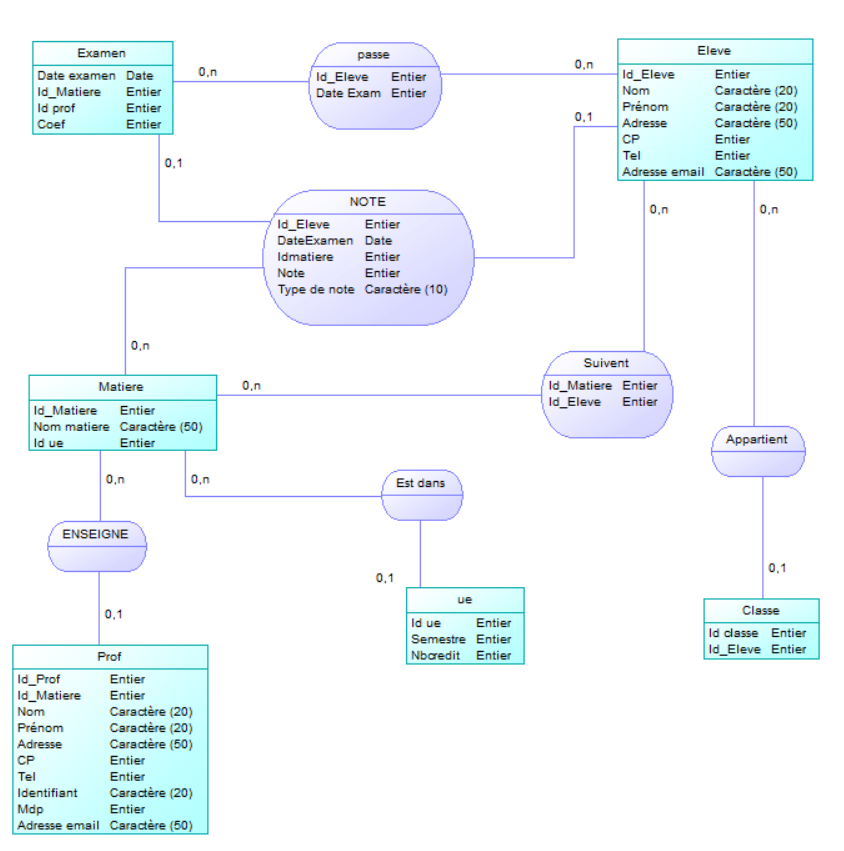 Examen
Date examen Date
Id_Matiere Entier
Id prof Entier
Coef Entier
0,n
passe
Id_Eleve Entier
Date Exam Entier
0,n
Eleve
Id_Eleve Entier
Nom Caractère (20)
Prénom Caractère (20)
Adresse Caractère (50)
CP Entier
Tel Entier
Adresse email Caractère (50)
0,1
0,1
NOTE
Id_Eleve Entier
DateExamen Date
Idmatiere Entier
Note Entier
Type de note Caractère (10)
0,n
0,n
0,n
Matiere
Id_Matiere Entier
Nom matiere Caractère (50)
Id ue Entier
0,n
Suivent
Id_Matiere Entier
Id_Eleve Entier
Appartient
0,n
0,n
Est dans
ENSEIGNE
0,1
0,1
0,1
ue
Id ue Entier
Semestre Entier
Nbcredit Entier
Classe
Id classe Entier
Id_Eleve Entier
Prof
Id_Prof Entier
Id_Matiere Entier
Nom Caractère (20)
Prénom Caractère (20)
Adresse Caractère (50)
CP Entier
Tel Entier
Identifiant Caractère (20)
Mdp Entier
Adresse email Caractère (50)